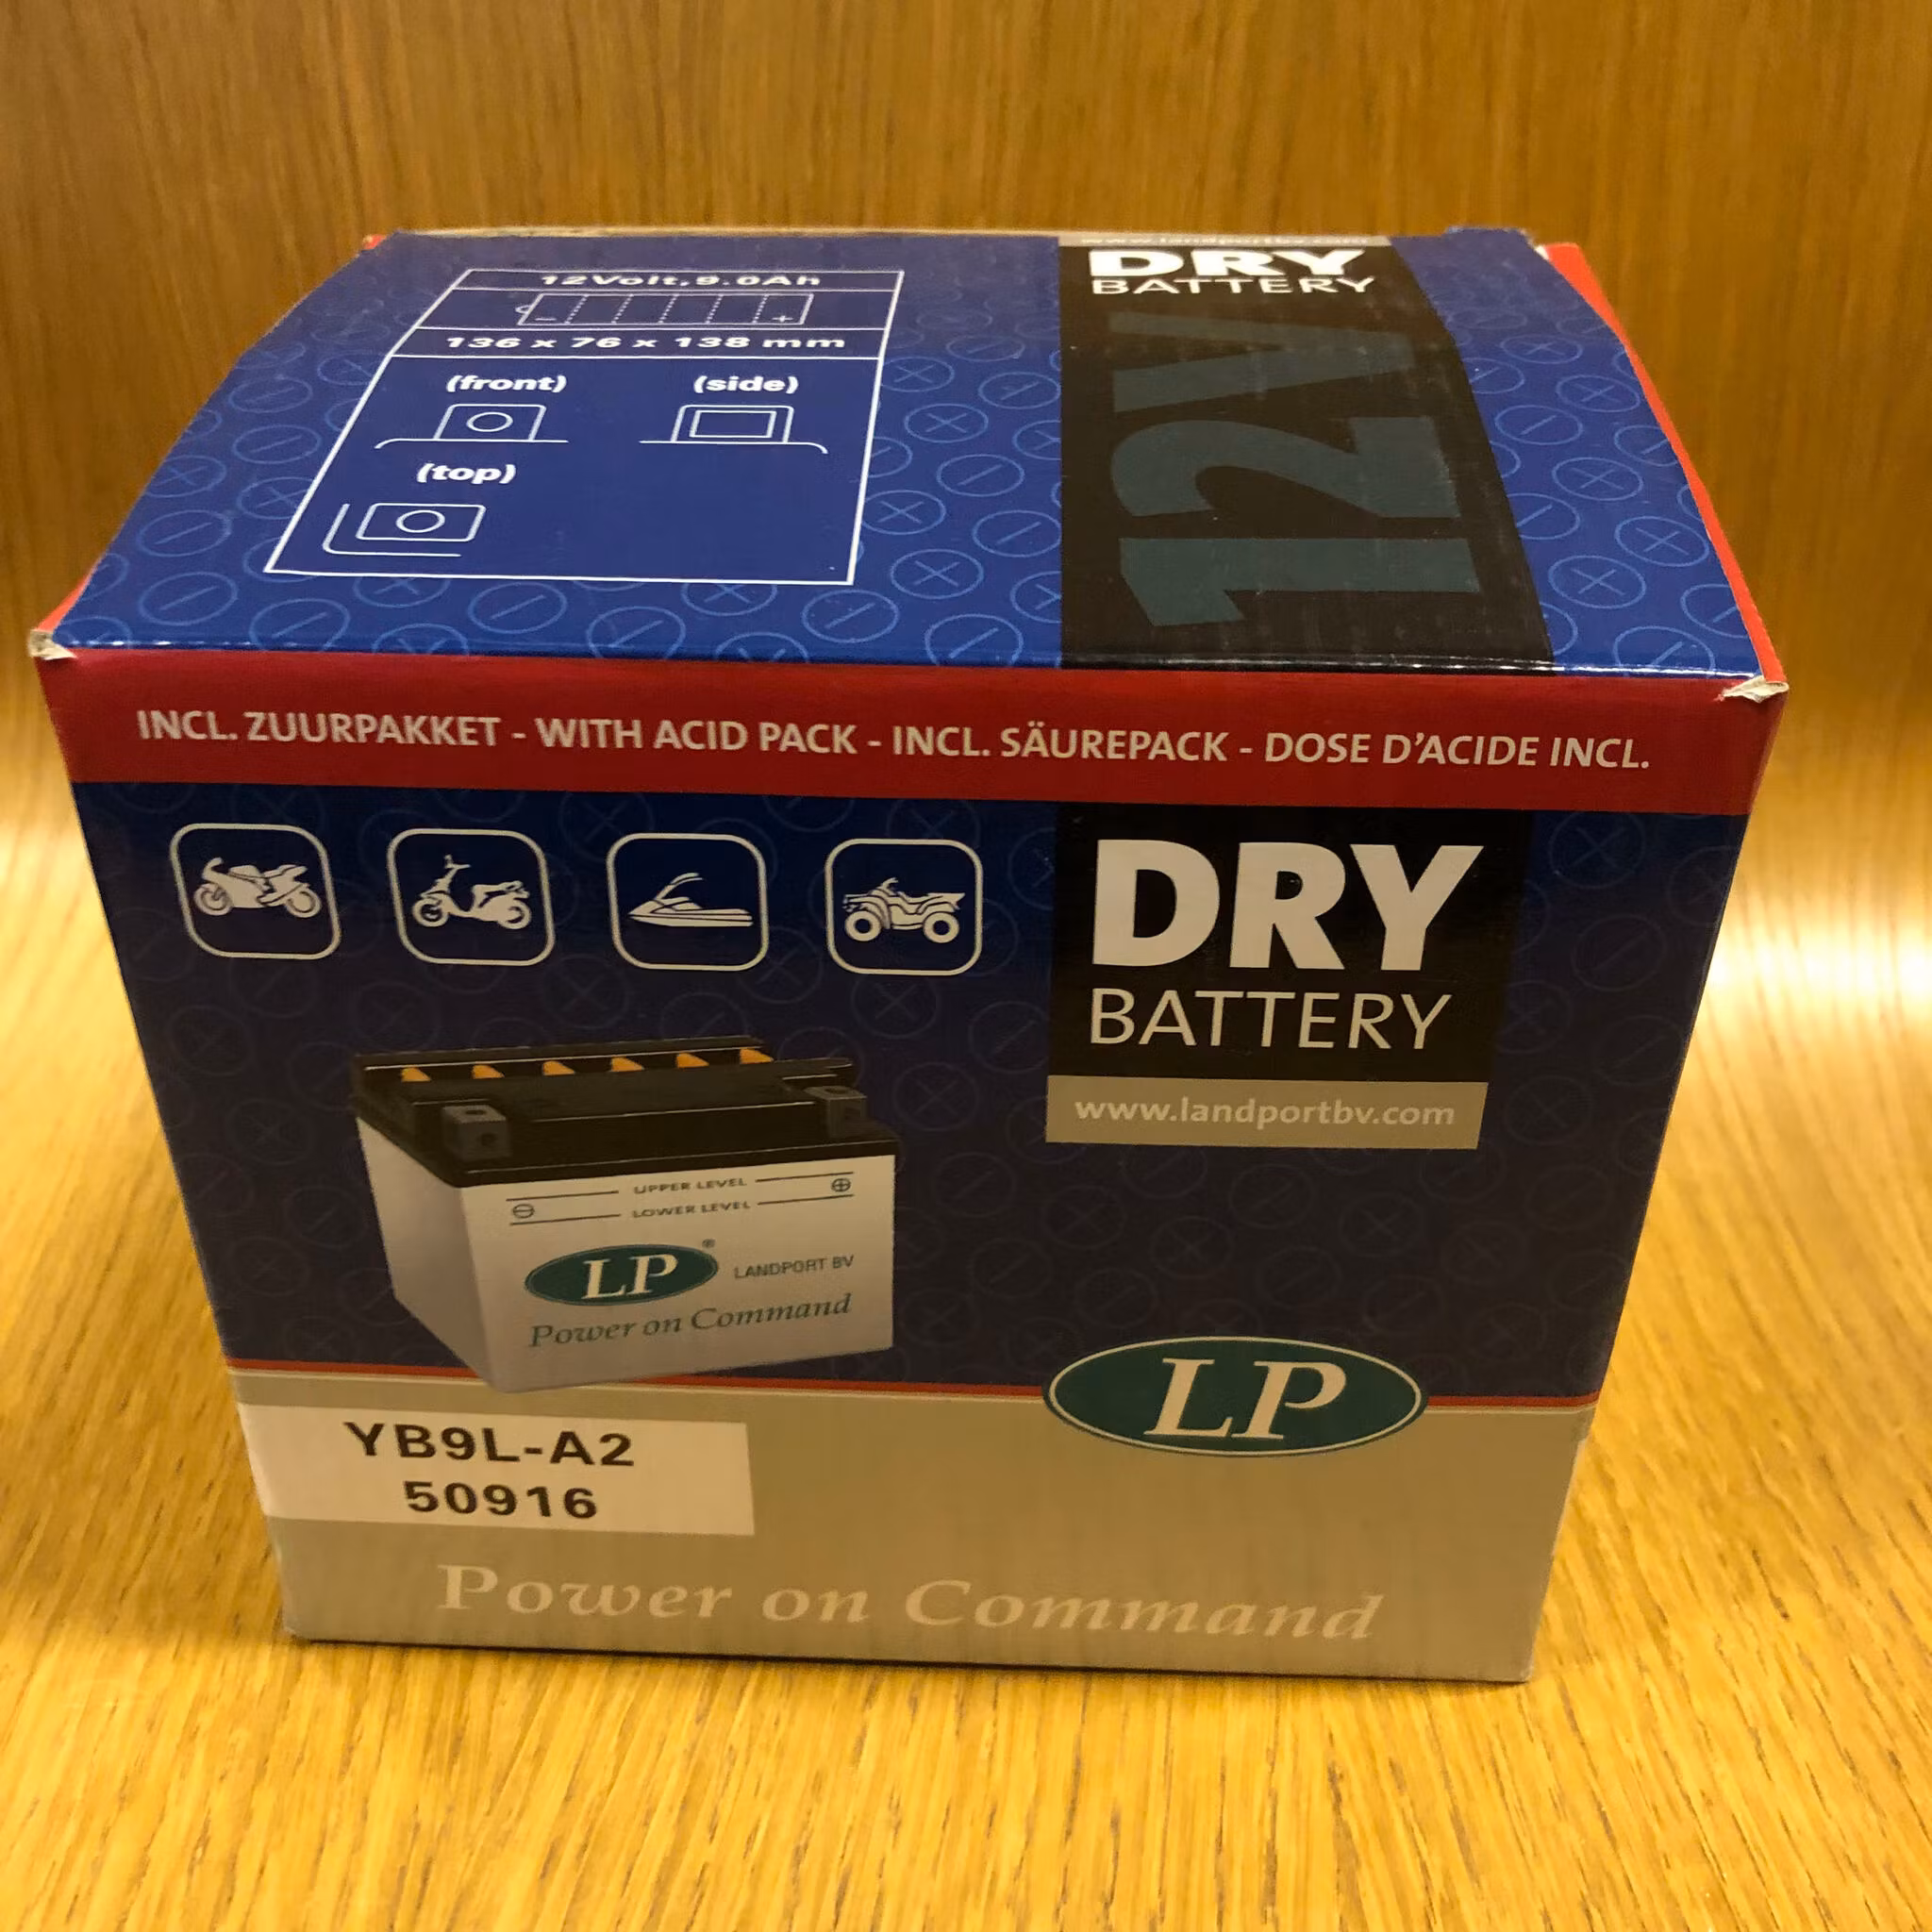 12Volt,9.0Ah
- +
136 x 76 x 138 mm
(front) (side)
(top)
www.landportbv.com
DRY
BATTERY
12V
INCL. ZUURPAKKET - WITH ACID PACK - INCL. SÄUREPACK - DOSE D'ACIDE INCL.
DRY
BATTERY
www.landportbv.com
UPPER LEVEL
LOWER LEVEL
LP® LANDPORT BV
Power on Command
LP
YB9L-A2
50916
Power on Command